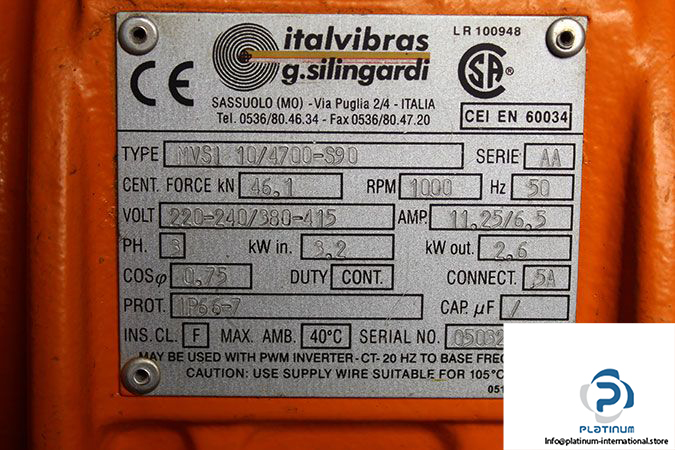 italvibras
g.silingardi
LR 100948
CE
SASSUOLO (MO) - Via Puglia 2/4 - ITALIA
Tel. 0536/80.46.34 - Fax 0536/80.47.20
CSA ®
CEI EN 60034
TYPE MVSI 10/4700-S90 SERIE AA
CENT. FORCE kN 46,1 RPM 1000 Hz 50
VOLT 220-240/380-415 AMP. 11,25/6,5
PH. 3 kW in. 3,2 kW out. 2,6
COSφ 0,75 DUTY CONT. CONNECT. 5A
PROT. IP66-7 CAP. µF /
INS.CL. F MAX. AMB. 40°C SERIAL NO.
MAY BE USED WITH PWM INVERTER-CT-20 HZ TO BASE
CAUTION: USE SUPPLY WIRE SUITABLE FOR 105°C
PLATINUM
Info@platinum-international.store